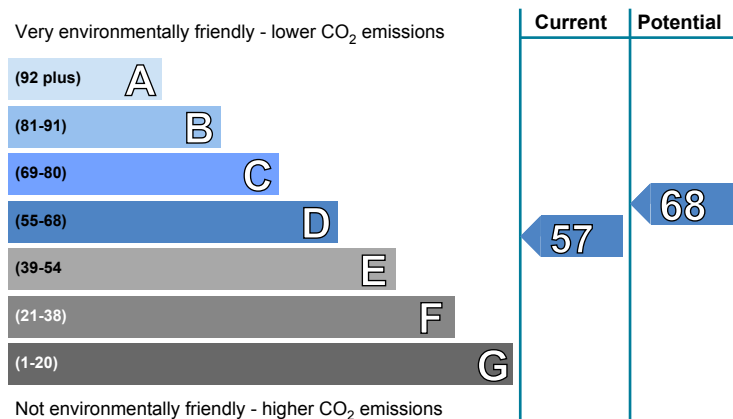 Very environmentally friendly - lower CO₂ emissions
Current
Potential
(92 plus) A
(81-91) B
(69-80) C
(55-68) D
(39-54 E
(21-38) F
(1-20) G
57
68
Not environmentally friendly - higher CO₂ emissions